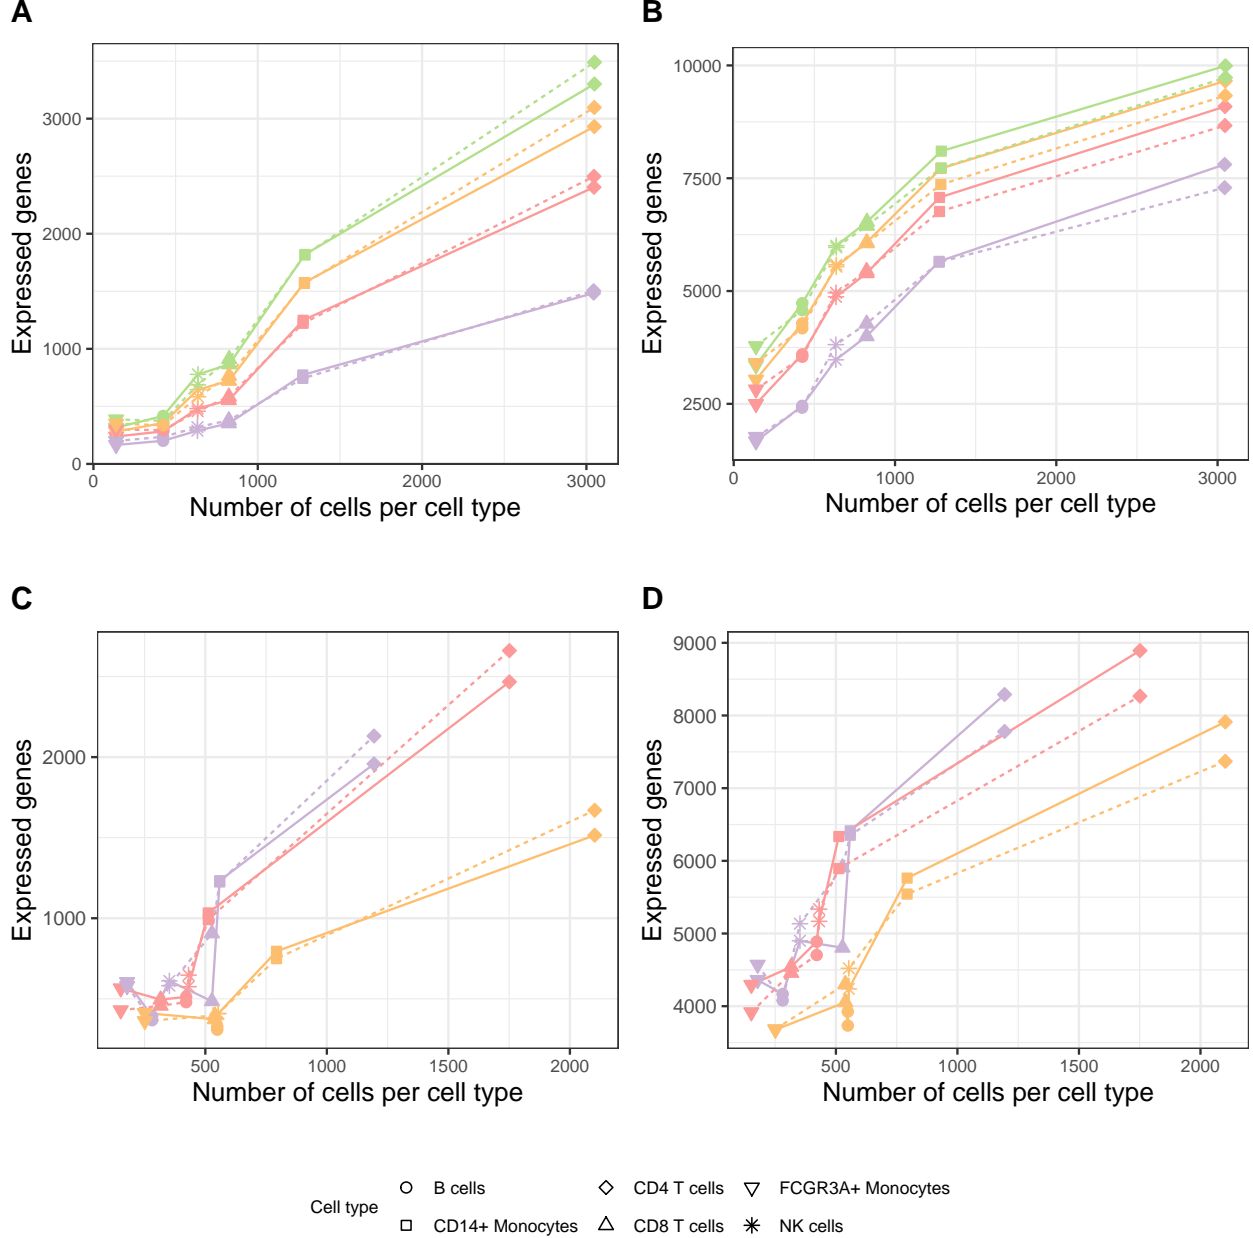 A
B
Expressed genes
3000
2000
1000
0
0 1000 2000 3000
Number of cells per cell type
Expressed genes
10000
7500
5000
2500
0 1000 2000 3000
Number of cells per cell type
C
D
Expressed genes
2000
1000
500 1000 1500 2000
Number of cells per cell type
Expressed genes
9000
8000
7000
6000
5000
4000
500 1000 1500 2000
Number of cells per cell type
Cell type
B cells CD4 T cells FCGR3A+ Monocytes
CD14+ Monocytes CD8 T cells NK cells